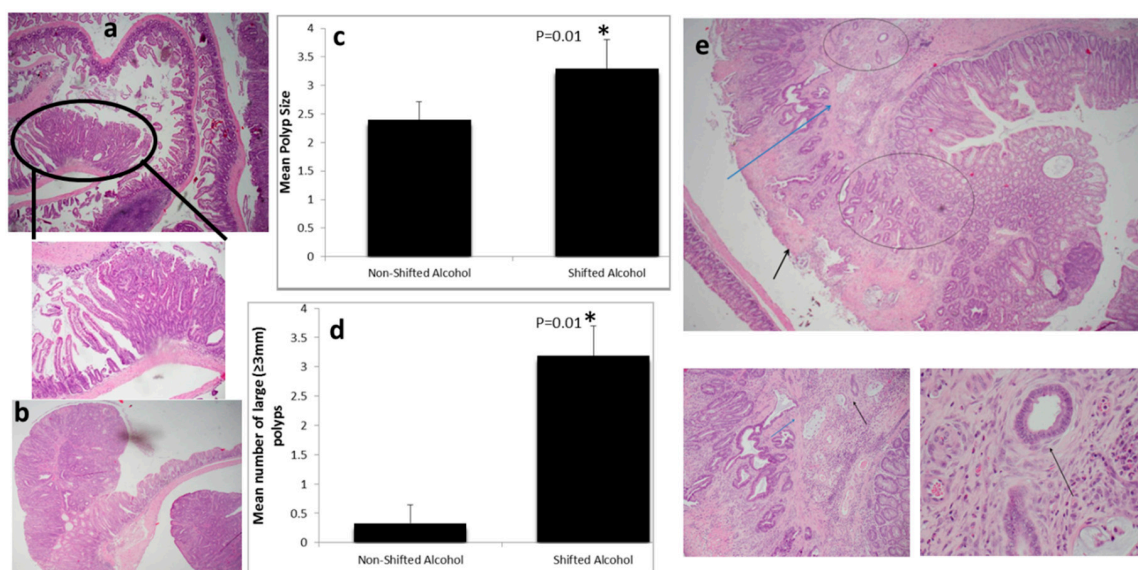 a
b
c
P=0.01 *
Mean Polyp Size
4
3.5
3
2.5
2
1.5
1
0.5
0
Non-Shifted Alcohol
Shifted Alcohol
d
P=0.01 *
Mean number of large (≥3mm)
polyps
4
3.5
3
2.5
2
1.5
1
0.5
0
Non-Shifted Alcohol
Shifted Alcohol
e